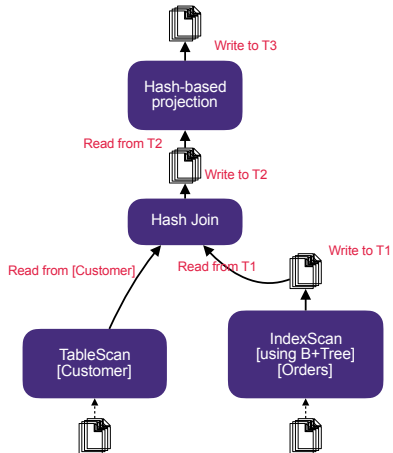 Write to T3
Hash-based
projection
Read from T2
Write to T2
Hash Join
Read from [Customer]
Read from T1
Write to T1
TableScan
[Customer]
IndexScan
[using B+Tree]
[Orders]